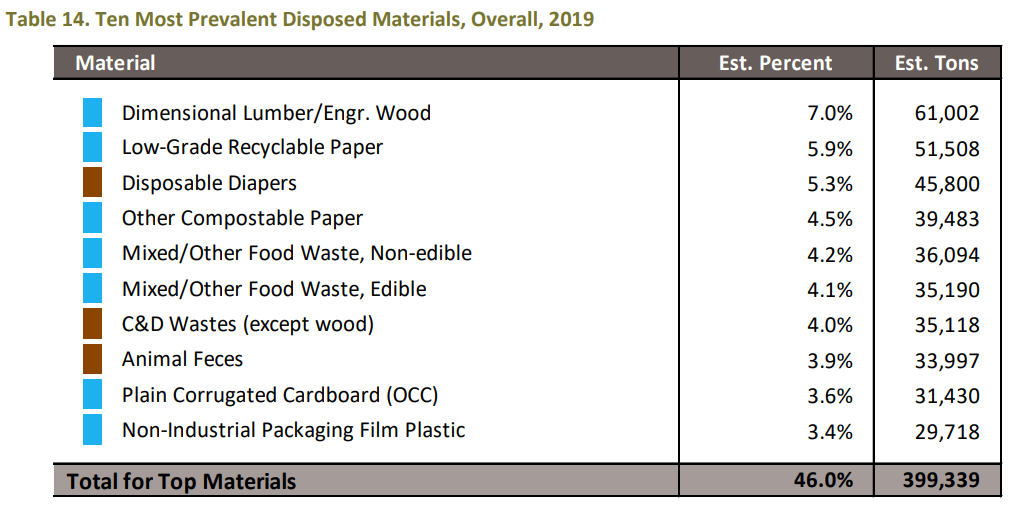 Table 14. Ten Most Prevalent Disposed Materials, Overall, 2019
Material Est. Percent Est. Tons
Dimensional Lumber/Engr. Wood 7.0% 61,002
Low-Grade Recyclable Paper 5.9% 51,508
Disposable Diapers 5.3% 45,800
Other Compostable Paper 4.5% 39,483
Mixed/Other Food Waste, Non-edible 4.2% 36,094
Mixed/Other Food Waste, Edible 4.1% 35,190
C&D Wastes (except wood) 4.0% 35,118
Animal Feces 3.9% 33,997
Plain Corrugated Cardboard (OCC) 3.6% 31,430
Non-Industrial Packaging Film Plastic 3.4% 29,718
Total for Top Materials 46.0% 399,339